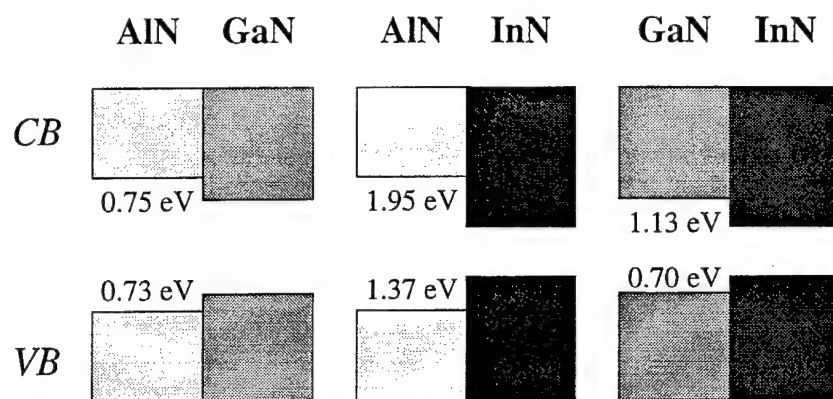 AlN GaN AlN InN GaN InN
CB
0.75 eV 1.95 eV 1.13 eV
0.73 eV 1.37 eV 0.70 eV
VB